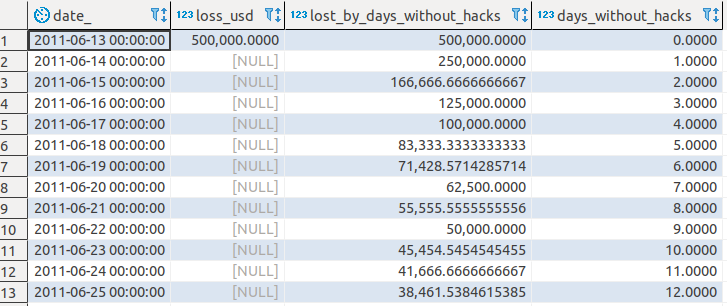 date_ 123 loss_usd 123 lost_by_days_without_hacks 123 days_without_hacks
1 2011-06-13 00:00:00 500,000.0000 500,000.0000 0.0000
2 2011-06-14 00:00:00 [NULL] 250,000.0000 1.0000
3 2011-06-15 00:00:00 [NULL] 166,666.6666666667 2.0000
4 2011-06-16 00:00:00 [NULL] 125,000.0000 3.0000
5 2011-06-17 00:00:00 [NULL] 100,000.0000 4.0000
6 2011-06-18 00:00:00 [NULL] 83,333.3333333333 5.0000
7 2011-06-19 00:00:00 [NULL] 71,428.5714285714 6.0000
8 2011-06-20 00:00:00 [NULL] 62,500.0000 7.0000
9 2011-06-21 00:00:00 [NULL] 55,555.5555555556 8.0000
10 2011-06-22 00:00:00 [NULL] 50,000.0000 9.0000
11 2011-06-23 00:00:00 [NULL] 45,454.5454545455 10.0000
12 2011-06-24 00:00:00 [NULL] 41,666.6666666667 11.0000
13 2011-06-25 00:00:00 [NULL] 38,461.5384615385 12.0000